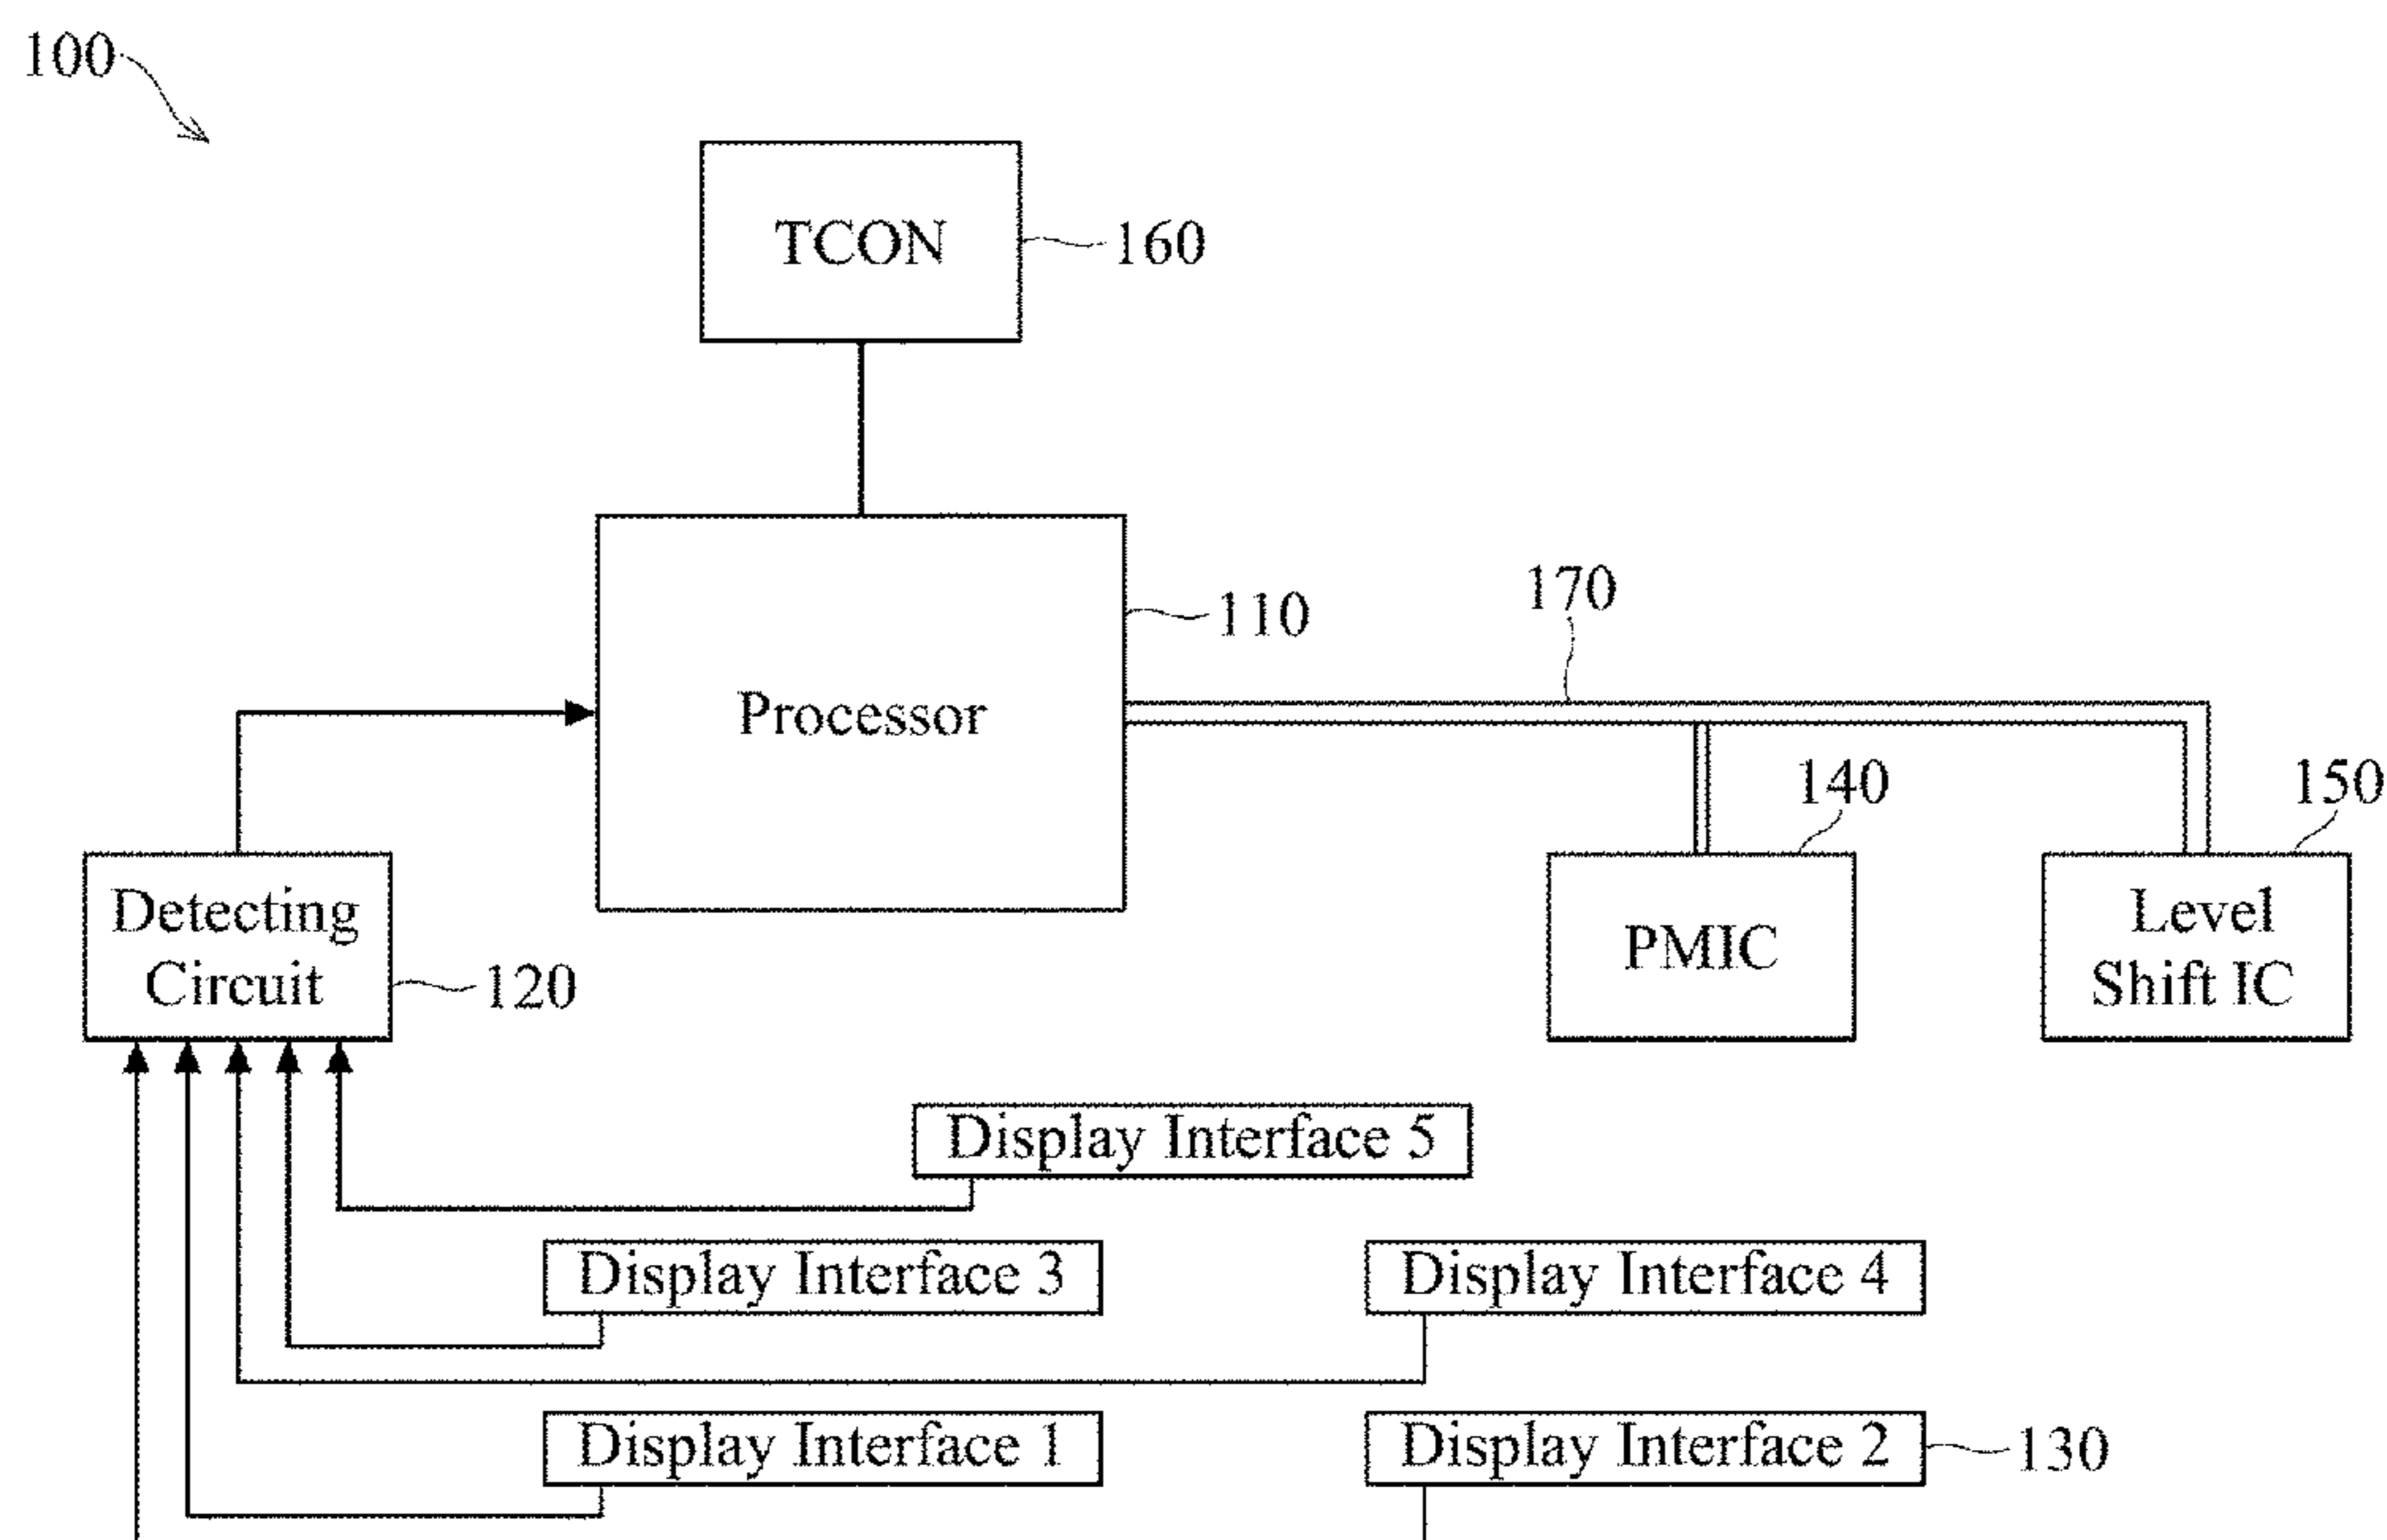 100
TCON
160
Processor
110
170
140
150
Detecting
Circuit
120
PMIC
Level
Shift IC
Display Interface 5
Display Interface 3
Display Interface 4
Display Interface 1
Display Interface 2
130